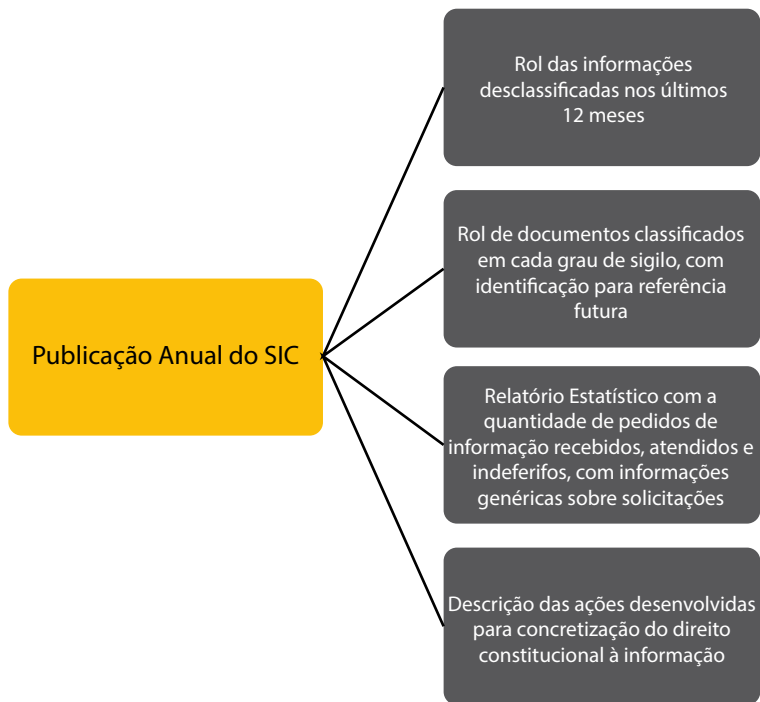 Rol das informações
desclassificadas nos últimos
12 meses
Rol de documentos classificados
em cada grau de sigilo, com
identificação para referência
futura
Publicação Anual do SIC
Relatório Estatístico com a
quantidade de pedidos de
informação recebidos, atendidos e
indeferifos, com informações
genéricas sobre solicitações
Descrição das ações desenvolvidas
para concretização do direito
constitucional à informação